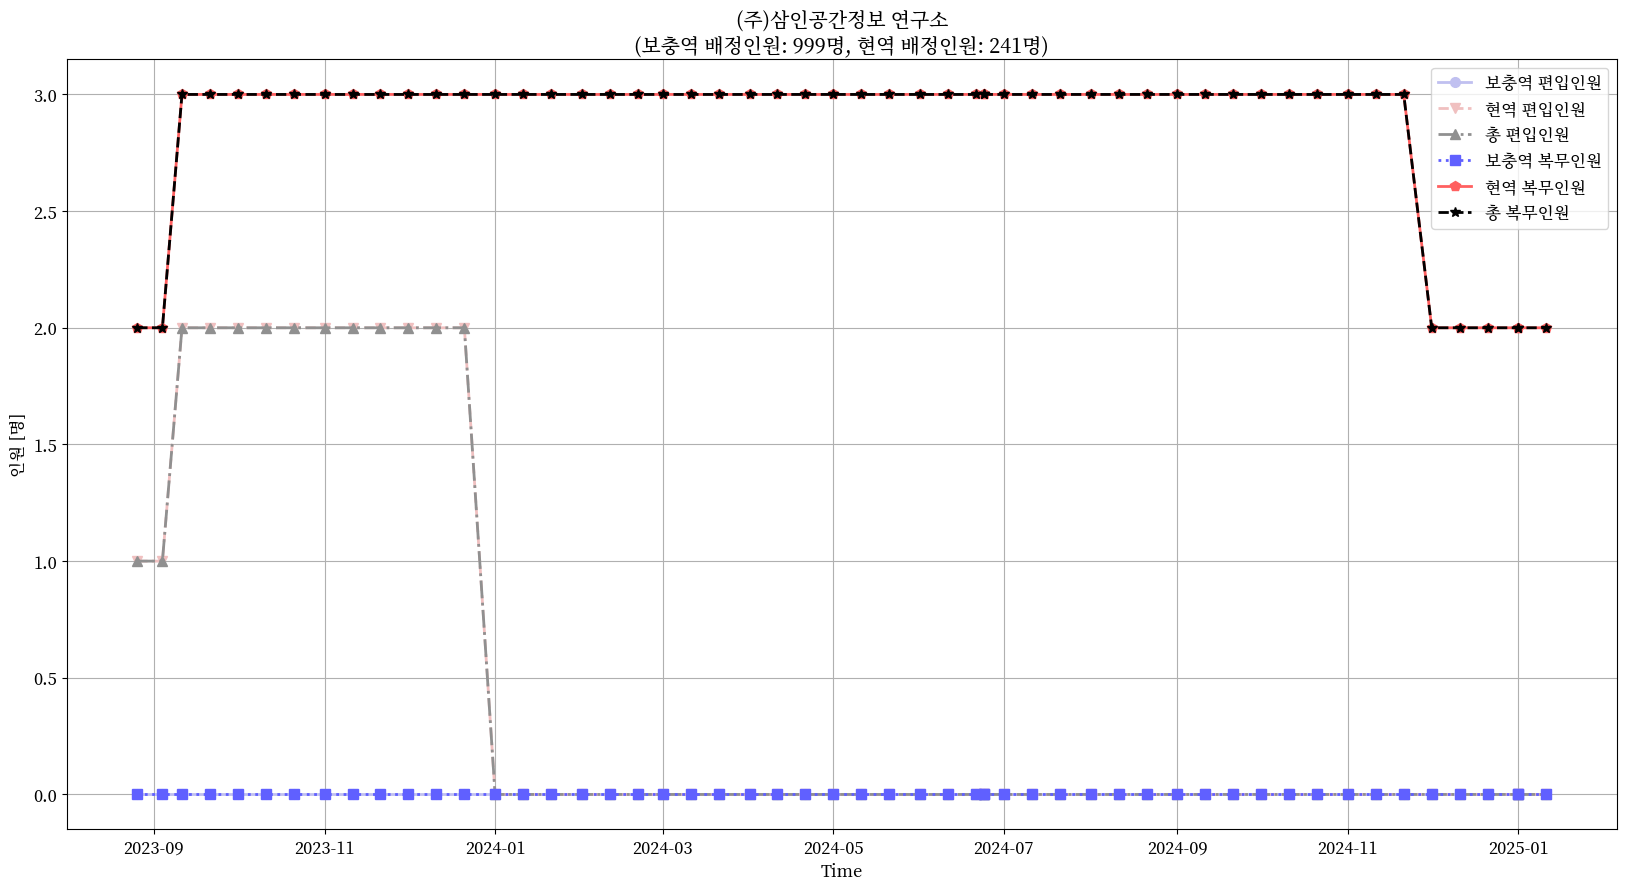 (주)삼인공간정보 연구소
(보충역 배정인원: 999명, 현역 배정인원: 241명)
보충역 편입인원
현역 편입인원
총 편입인원
보충역 복무인원
현역 복무인원
총 복무인원
인원 [명]
3.0
2.5
2.0
1.5
1.0
0.5
0.0
2023-09 2023-11 2024-01 2024-03 2024-05 2024-07 2024-09 2024-11 2025-01
Time